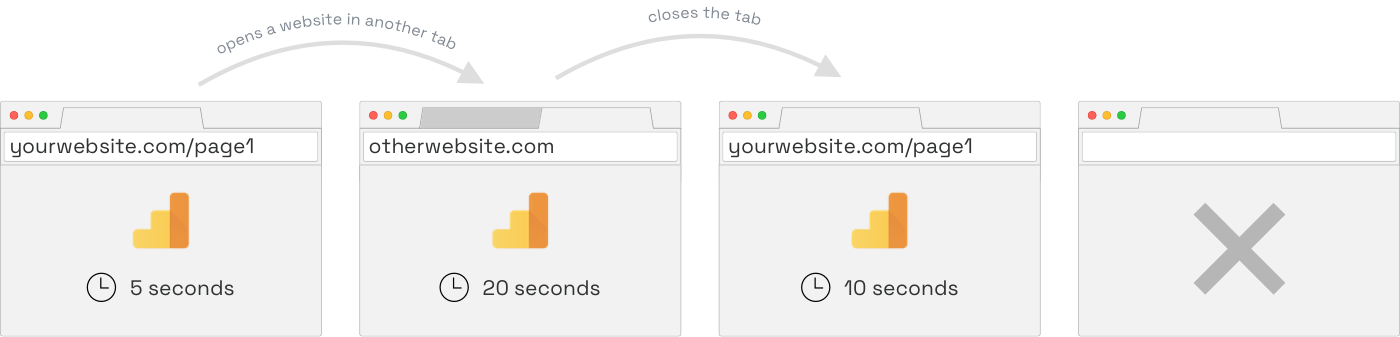 opens a website in another tab
closes the tab
yourwebsite.com/page1
otherwebsite.com
yourwebsite.com/page1
5 seconds
20 seconds
10 seconds